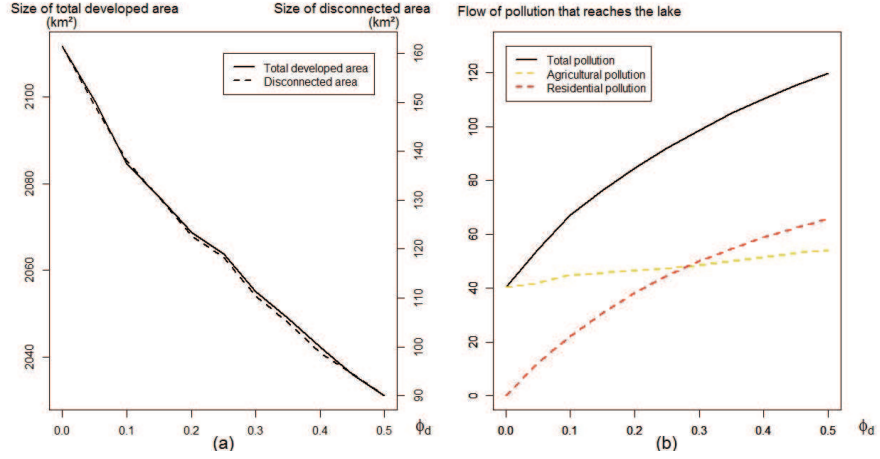 Size of total developed area
(km²)
Size of disconnected area
(km²)
Total developed area
Disconnected area
2100
2080
2060
2040
160
150
140
130
120
110
100
90
0.0 0.1 0.2 0.3 0.4 0.5 ϕd
(a)
Flow of pollution that reaches the lake
Total pollution
Agricultural pollution
Residential pollution
120
100
80
60
40
20
0
0.0 0.1 0.2 0.3 0.4 0.5 ϕd
(b)